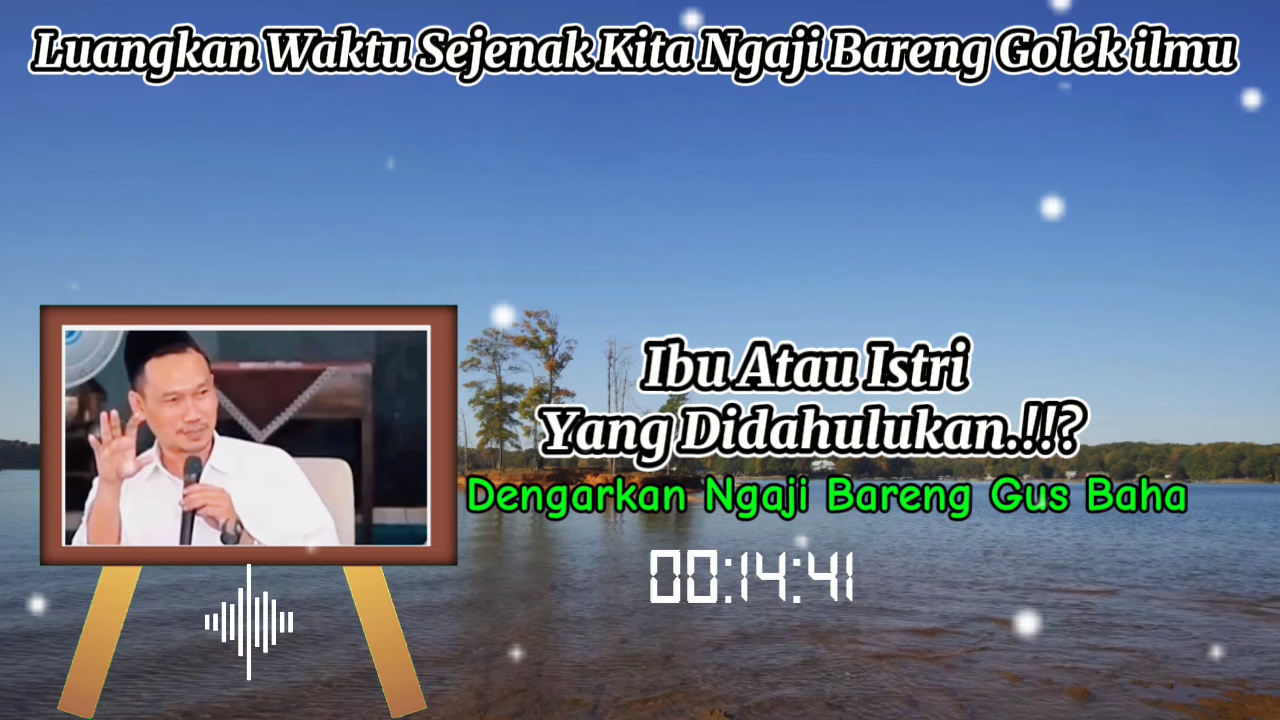 Luangkan Waktu Sejenak Kita Ngaji Bareng Golek ilmu
Ibu Atau Istri
Yang Didahulukan.!!?
Dengarkan Ngaji Bareng Gus Baha
00:14:41